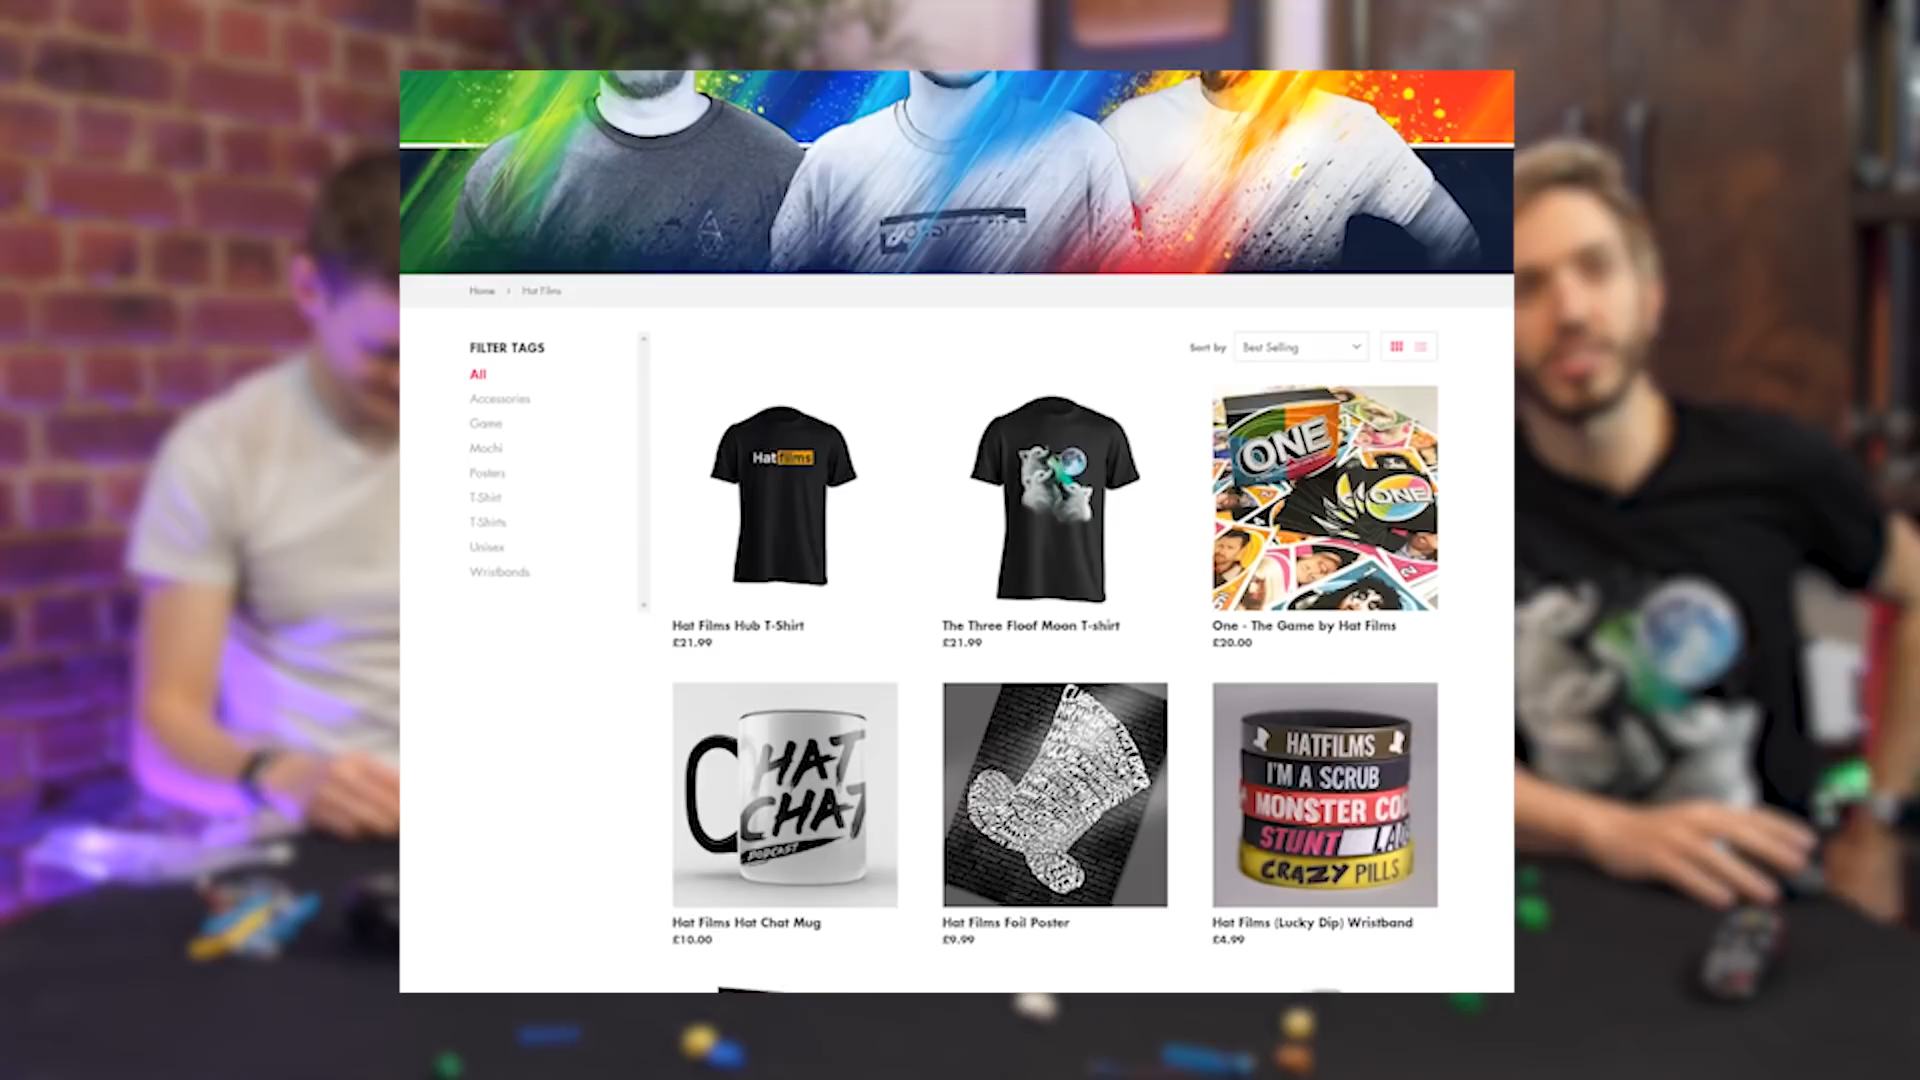 Home › Hat Films
FILTER TAGS
All
Accessories
Game
Mochi
Posters
T-Shirt
T-Shirts
Unisex
Wristbands
Sort by Best Selling
Hat films
ONE
ONE
Hat Films Hub T-Shirt
£21.99
The Three Floof Moon T-shirt
£21.99
One - The Game by Hat Films
£20.00
HAT
CHAT
PODCAST
HATFILMS
I'M A SCRUB
MONSTER COC
STUNT
CRAZY PILLS
Hat Films Hat Chat Mug
£10.00
Hat Films Foil Poster
£9.99
Hat Films (Lucky Dip) Wristband
£4.99